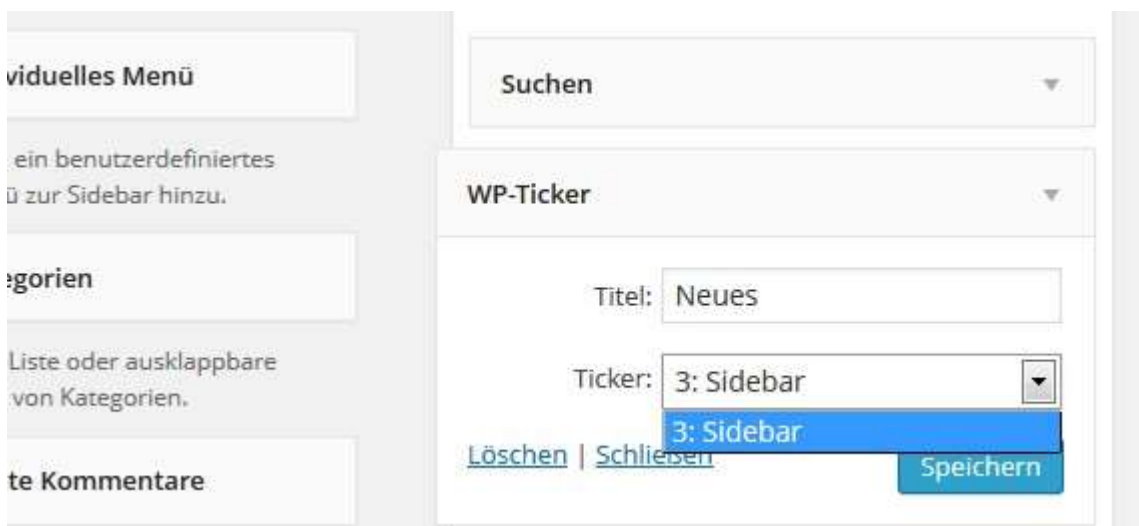 viduelles Menü
ein benutzerdefiniertes
ü zur Sidebar hinzu.
egorien
Liste oder ausklappbare
von Kategorien.
te Kommentare
Suchen
WP-Ticker
Titel: Neues
Ticker: 3: Sidebar
3: Sidebar
Löschen | Schließen
Speichern